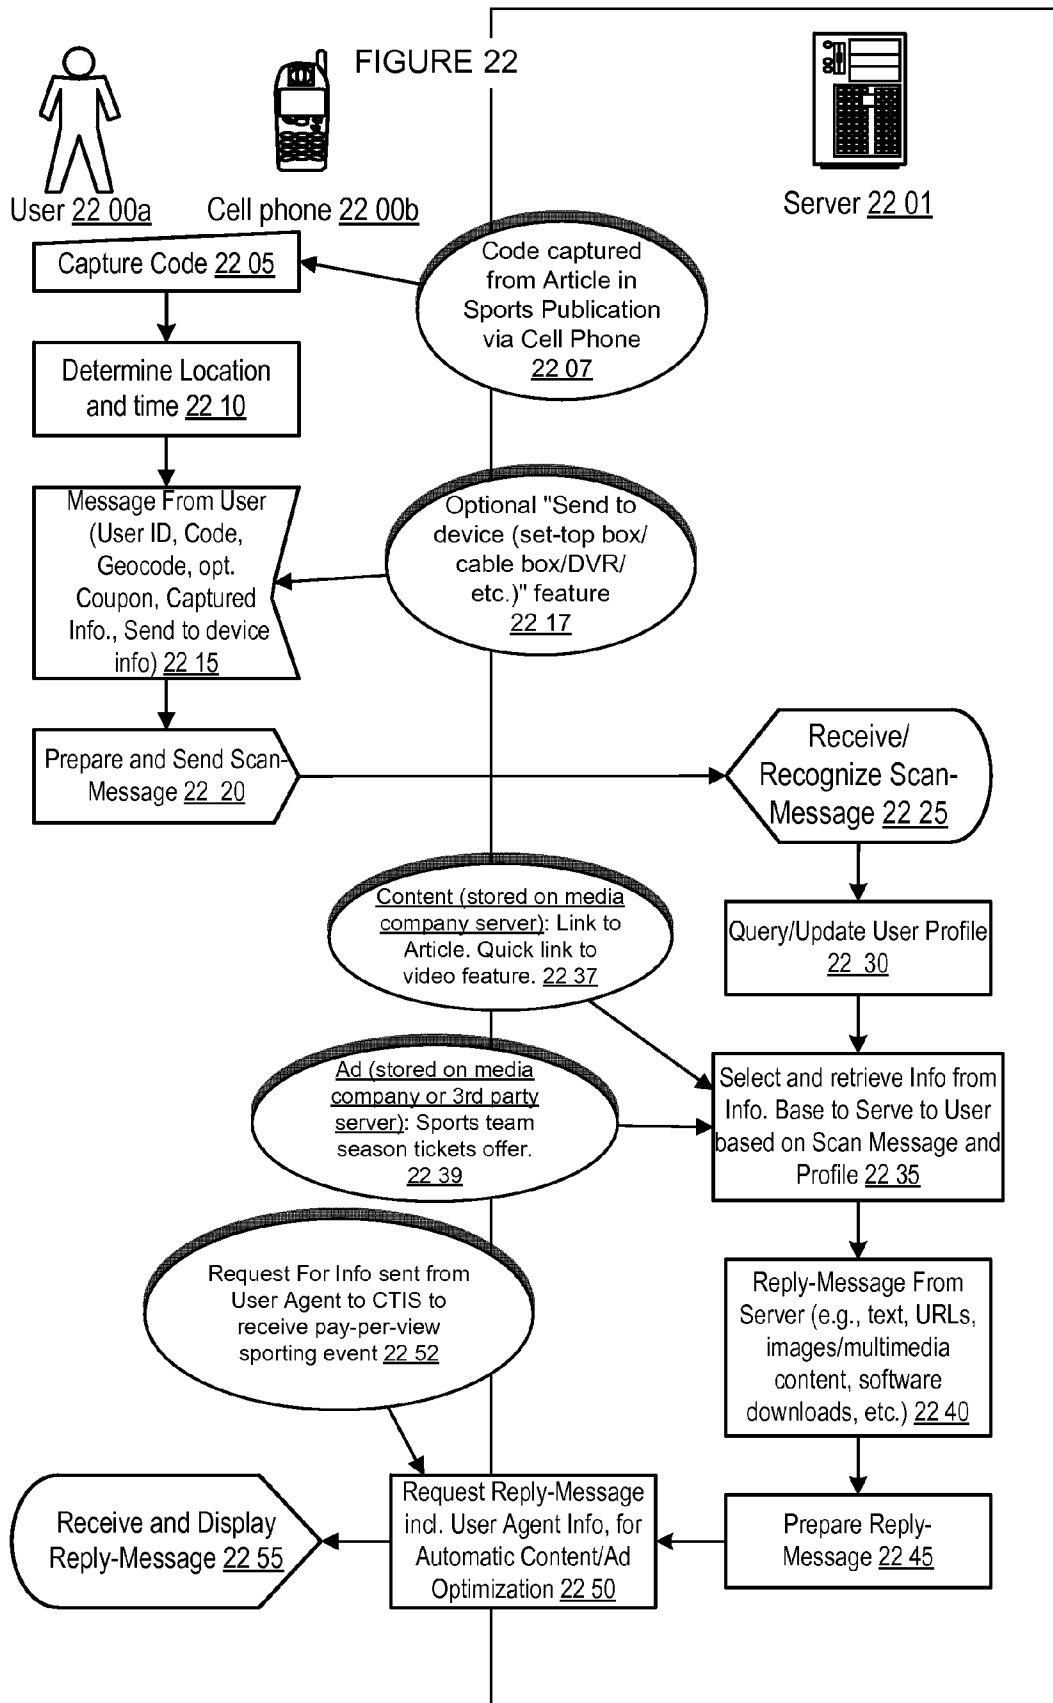 FIGURE 22
User 22 00a
Cell phone 22 00b
Server 22 01
Capture Code 22 05
Code captured
from Article in
Sports Publication
via Cell Phone
22 07
Determine Location
and time 22 10
Message From User
(User ID, Code,
Geocode, opt.
Coupon, Captured
Info., Send to device
info) 22 15
Optional "Send to
device (set-top box/
cable box/DVR/
etc.)" feature
22 17
Prepare and Send Scan-
Message 22 20
Receive/
Recognize Scan-
Message 22 25
Content (stored on media
company server): Link to
Article. Quick link to
video feature. 22 37
Query/Update User Profile
22 30
Ad (stored on media
company or 3rd party
server): Sports team
season tickets offer.
22 39
Select and retrieve Info from
Info. Base to Serve to User
based on Scan Message and
Profile 22 35
Request For Info sent from
User Agent to CTIS to
receive pay-per-view
sporting event 22 52
Reply-Message From
Server (e.g., text, URLs,
images/multimedia
content, software
downloads, etc.) 22 40
Receive and Display
Reply-Message 22 55
Request Reply-Message
incl. User Agent Info, for
Automatic Content/Ad
Optimization 22 50
Prepare Reply-
Message 22 45